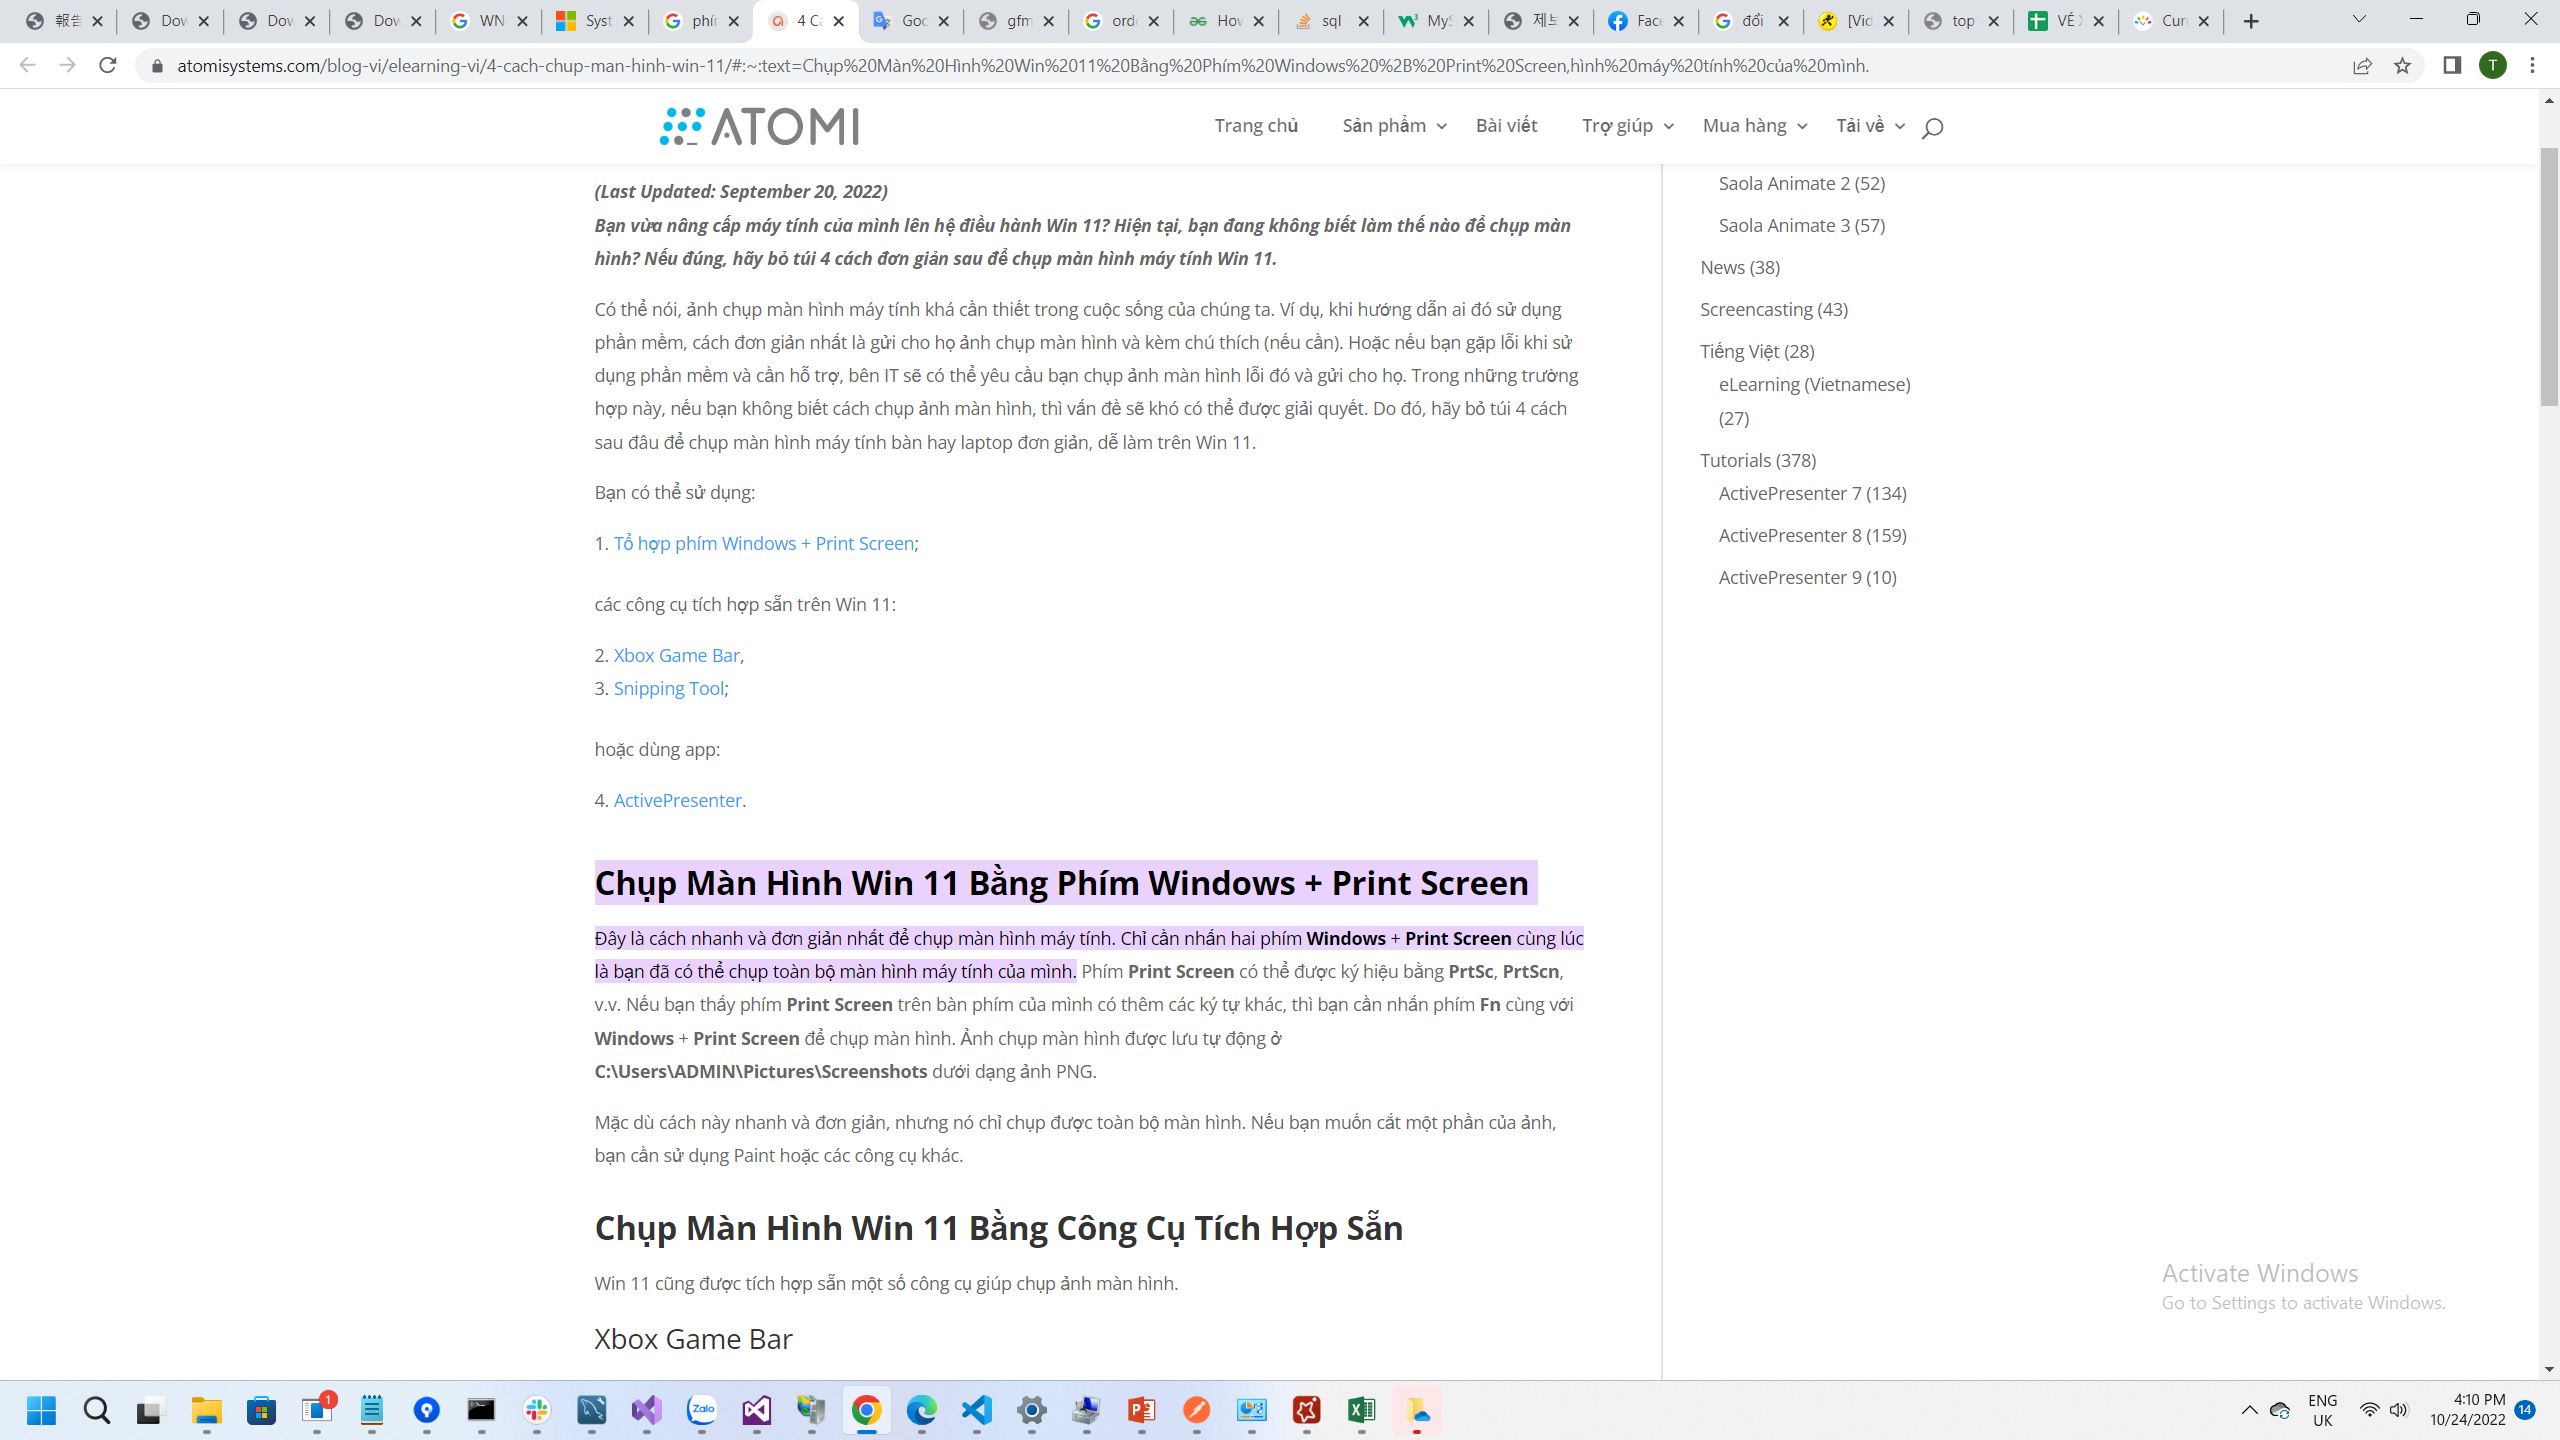 報告
Dov
Dov
Dov
WN
Syst
phír
4 Cá
Goo
gfm
ord
How
sql
MyS
제보
Face
đổi
[Vid
top
VÉ X
Curr
atomisystems.com/blog-vi/elearning-vi/4-cach-chup-man-hinh-win-11/#:~:text=Chụp%20Màn%20Hình%20Win%2011%20Bằng%20Phím%20Windows%20%2B%20Print%20Screen,hình%20máy%20tính%20của%20mình.
T
ATOMI
Trang chủ
Sản phẩm
Bài viết
Trợ giúp
Mua hàng
Tải về
(Last Updated: September 20, 2022)
Bạn vừa nâng cấp máy tính của mình lên hệ điều hành Win 11? Hiện tại, bạn đang không biết làm thế nào để chụp màn
hình? Nếu đúng, hãy bỏ túi 4 cách đơn giản sau để chụp màn hình máy tính Win 11.
Có thể nói, ảnh chụp màn hình máy tính khá cần thiết trong cuộc sống của chúng ta. Ví dụ, khi hướng dẫn ai đó sử dụng
phần mềm, cách đơn giản nhất là gửi cho họ ảnh chụp màn hình và kèm chú thích (nếu cần). Hoặc nếu bạn gặp lỗi khi sử
dụng phần mềm và cần hỗ trợ, bên IT sẽ có thể yêu cầu bạn chụp ảnh màn hình lỗi đó và gửi cho họ. Trong những trường
hợp này, nếu bạn không biết cách chụp ảnh màn hình, thì vấn đề sẽ khó có thể được giải quyết. Do đó, hãy bỏ túi 4 cách
sau đâu để chụp màn hình máy tính bàn hay laptop đơn giản, dễ làm trên Win 11.
Bạn có thể sử dụng:
1. Tổ hợp phím Windows + Print Screen;
các công cụ tích hợp sẵn trên Win 11:
2. Xbox Game Bar,
3. Snipping Tool;
hoặc dùng app:
4. ActivePresenter.
Chụp Màn Hình Win 11 Bằng Phím Windows + Print Screen
Đây là cách nhanh và đơn giản nhất để chụp màn hình máy tính. Chỉ cần nhấn hai phím Windows + Print Screen cùng lúc
là bạn đã có thể chụp toàn bộ màn hình máy tính của mình. Phím Print Screen có thể được ký hiệu bằng PrtSc, PrtScn,
v.v. Nếu bạn thấy phím Print Screen trên bàn phím của mình có thêm các ký tự khác, thì bạn cần nhấn phím Fn cùng với
Windows + Print Screen để chụp màn hình. Ảnh chụp màn hình được lưu tự động ở
C:\Users\ADMIN\Pictures\Screenshots dưới dạng ảnh PNG.
Mặc dù cách này nhanh và đơn giản, nhưng nó chỉ chụp được toàn bộ màn hình. Nếu bạn muốn cắt một phần của ảnh,
bạn cần sử dụng Paint hoặc các công cụ khác.
Chụp Màn Hình Win 11 Bằng Công Cụ Tích Hợp Sẵn
Win 11 cũng được tích hợp sẵn một số công cụ giúp chụp ảnh màn hình.
Xbox Game Bar
Saola Animate 2 (52)
Saola Animate 3 (57)
News (38)
Screencasting (43)
Tiếng Việt (28)
eLearning (Vietnamese)
(27)
Tutorials (378)
ActivePresenter 7 (134)
ActivePresenter 8 (159)
ActivePresenter 9 (10)
Activate Windows
Go to Settings to activate Windows.
1
Zalo
ENG
UK
4:10 PM
10/24/2022
14